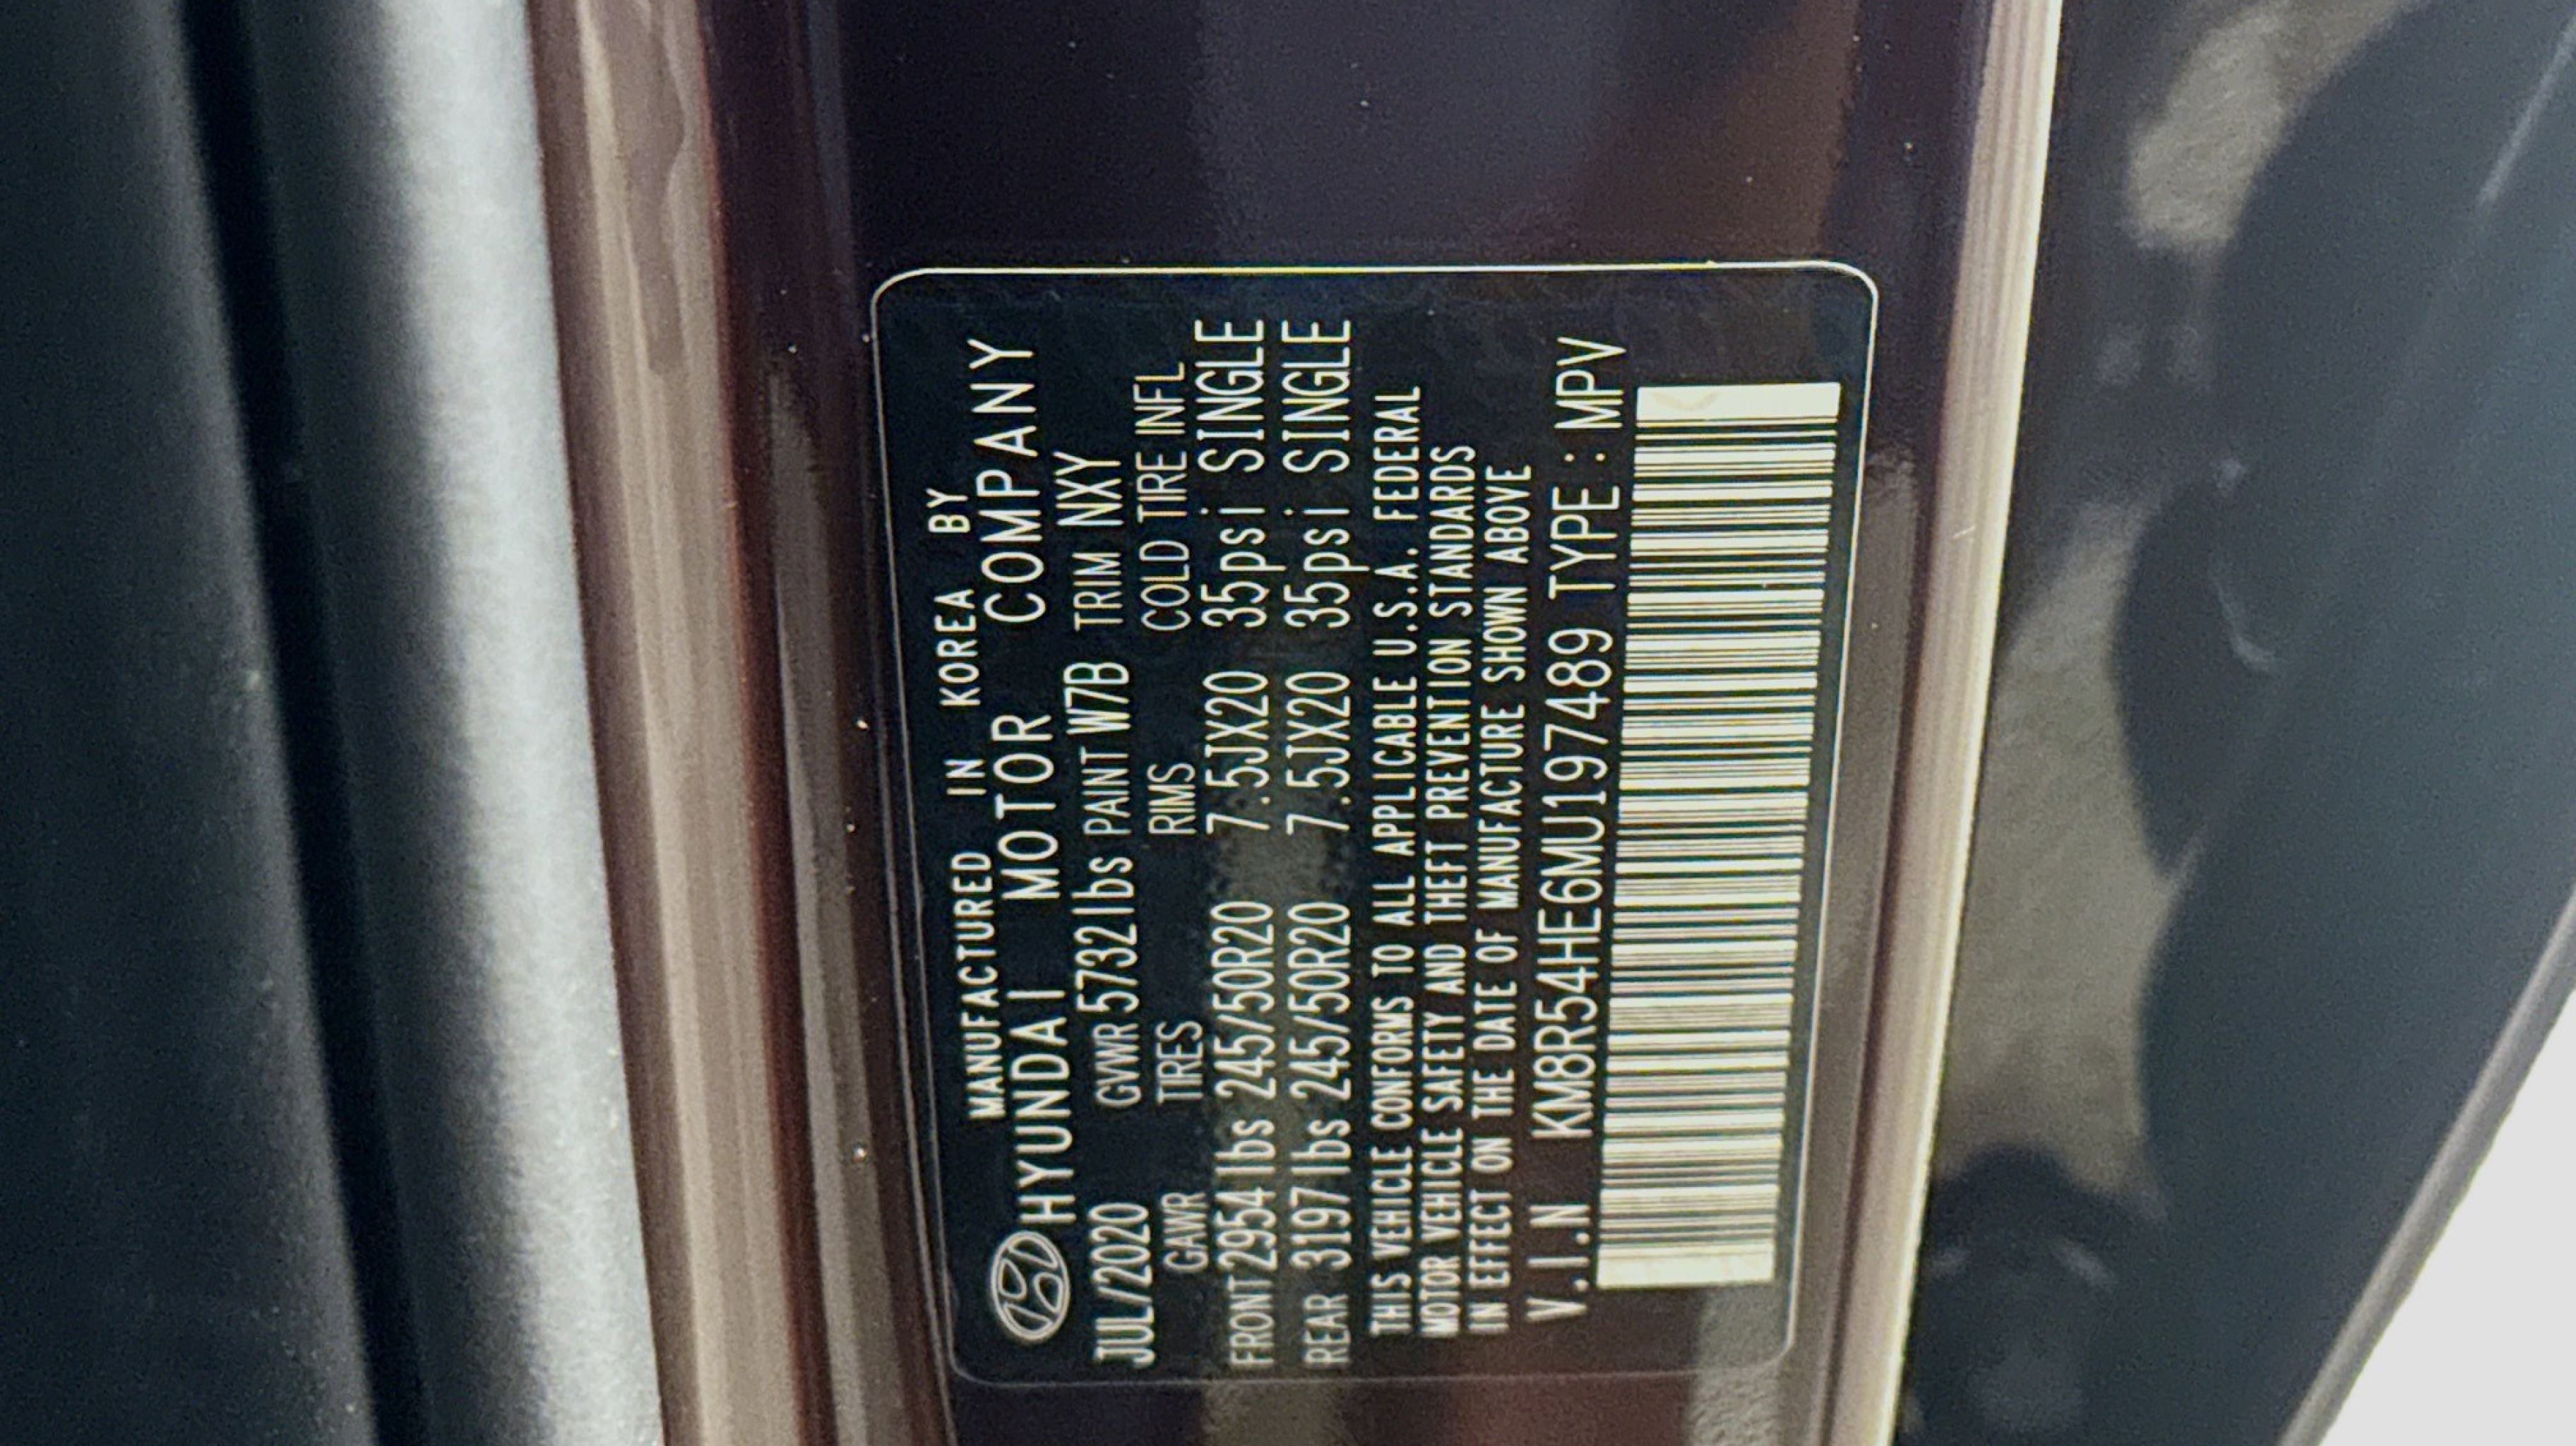 MANUFACTURED IN KOREA BY
HYUNDAI MOTOR COMPANY
JUL/2020 GVWR 5732lbs PAINT W7B TRIM NXY
GAWR TIRES RIMS COLD TIRE INFL
FRONT 2954 lbs 245/50R20 7.5JX20 35psi SINGLE
REAR 3197 lbs 245/50R20 7.5JX20 35psi SINGLE
THIS VEHICLE CONFORMS TO ALL APPLICABLE U.S.A. FEDERAL
MOTOR VEHICLE SAFETY AND THEFT PREVENTION STANDARDS
IN EFFECT ON THE DATE OF MANUFACTURE SHOWN ABOVE
V.I.N KM8R54HE6MU197489 TYPE : MPV